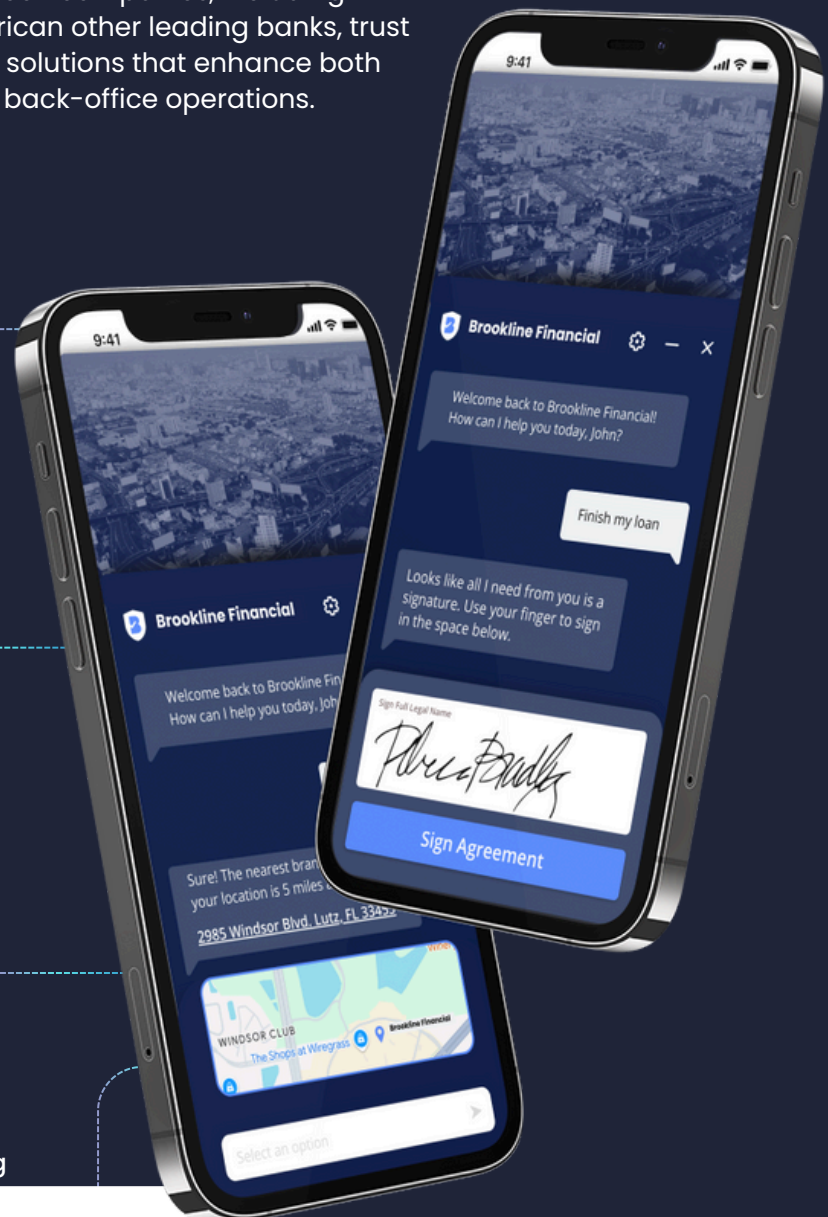 rican other leading banks, trust
solutions that enhance both
back-office operations.
9:41
Brookline Financial
Welcome back to Brookline Financial!
How can I help you today, John?
Finish my loan
Looks like all I need from you is a
signature. Use your finger to sign
in the space below.
Sign Full Legal Name
Sign Agreement
9:41
Brookline Financial
Welcome back to Brookline Fin
How can I help you today, Joh
Sure! The nearest bran
your location is 5 miles
2985 Windsor Blvd. Lutz, FL 33455
WINDSOR CLUB
The Shops at Wiregrass
Brookline Financial
Select an option
g